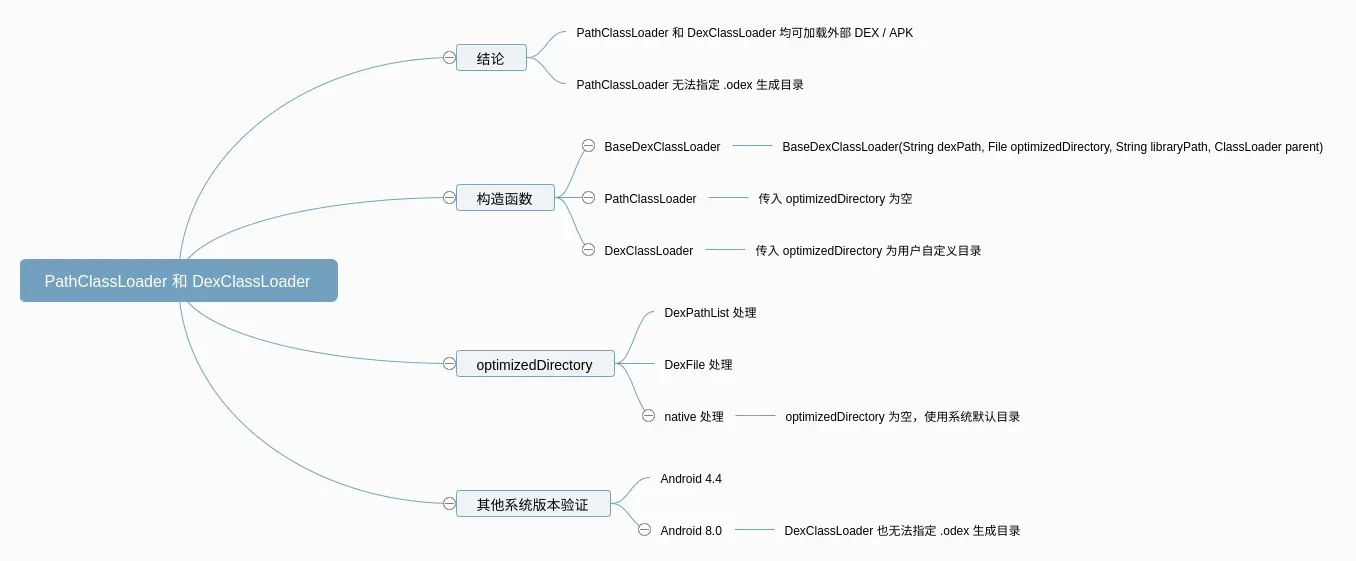 PathClassLoader 和 DexClassLoader
结论
PathClassLoader 和 DexClassLoader 均可加载外部 DEX / APK
PathClassLoader 无法指定 .odex 生成目录
构造函数
BaseDexClassLoader
BaseDexClassLoader(String dexPath, File optimizedDirectory, String libraryPath, ClassLoader parent)
PathClassLoader
传入 optimizedDirectory 为空
DexClassLoader
传入 optimizedDirectory 为用户自定义目录
optimizedDirectory
DexPathList 处理
DexFile 处理
native 处理
optimizedDirectory 为空，使用系统默认目录
其他系统版本验证
Android 4.4
Android 8.0
DexClassLoader 也无法指定 .odex 生成目录